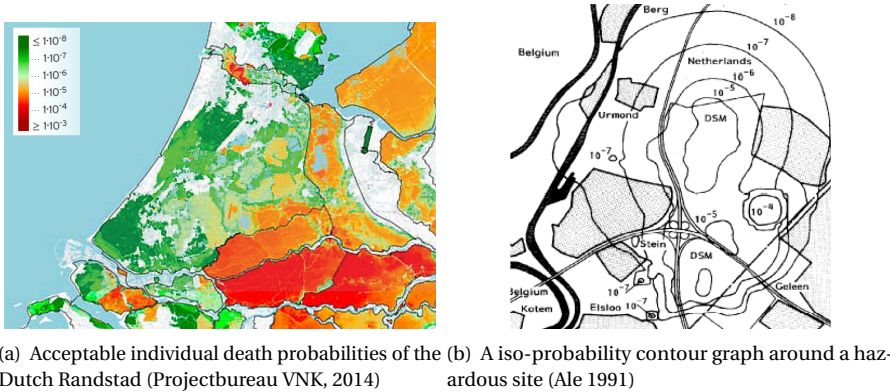 ≤ 1·10-8
... 1·10-7
... 1·10-6
... 1·10-5
... 1·10-4
≥ 1·10-3
Berg
10-8
Belgium
10-7
Netherlands
10-6
10-5
DSM
Urmond
10-7
10-4
10-5
Stein
DSM
10-7
Geleen
Belgium
Kotem
Elsloo 10-7
(a) Acceptable individual death probabilities of the
Dutch Randstad (Projectbureau VNK, 2014)
(b) A iso-probability contour graph around a haz-
ardous site (Ale 1991)